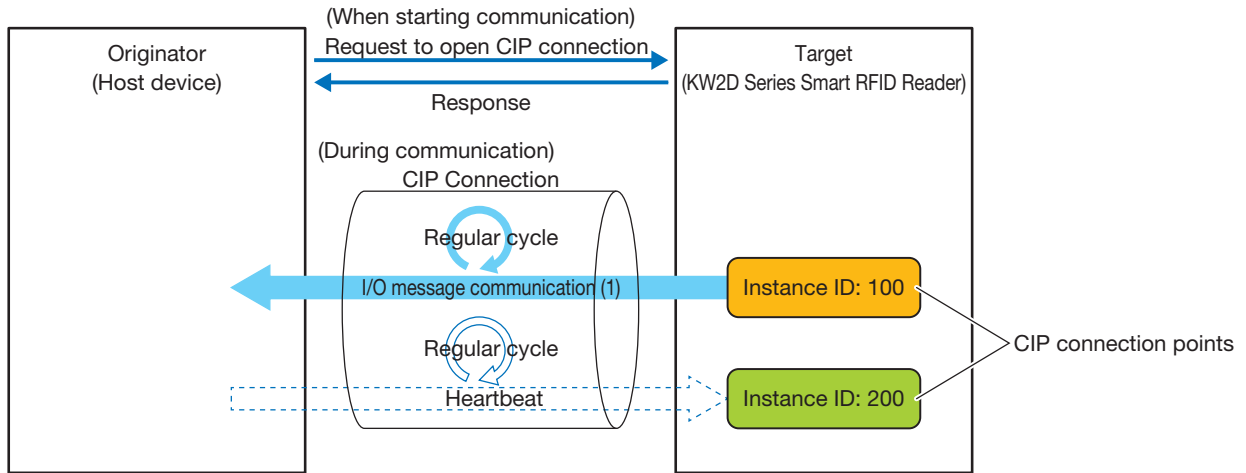 (When starting communication)
Originator
(Host device)
Request to open CIP connection
Target
(KW2D Series Smart RFID Reader)
Response
(During communication)
CIP Connection
Regular cycle
I/O message communication (1)
Instance ID: 100
Regular cycle
CIP connection points
Heartbeat
Instance ID: 200